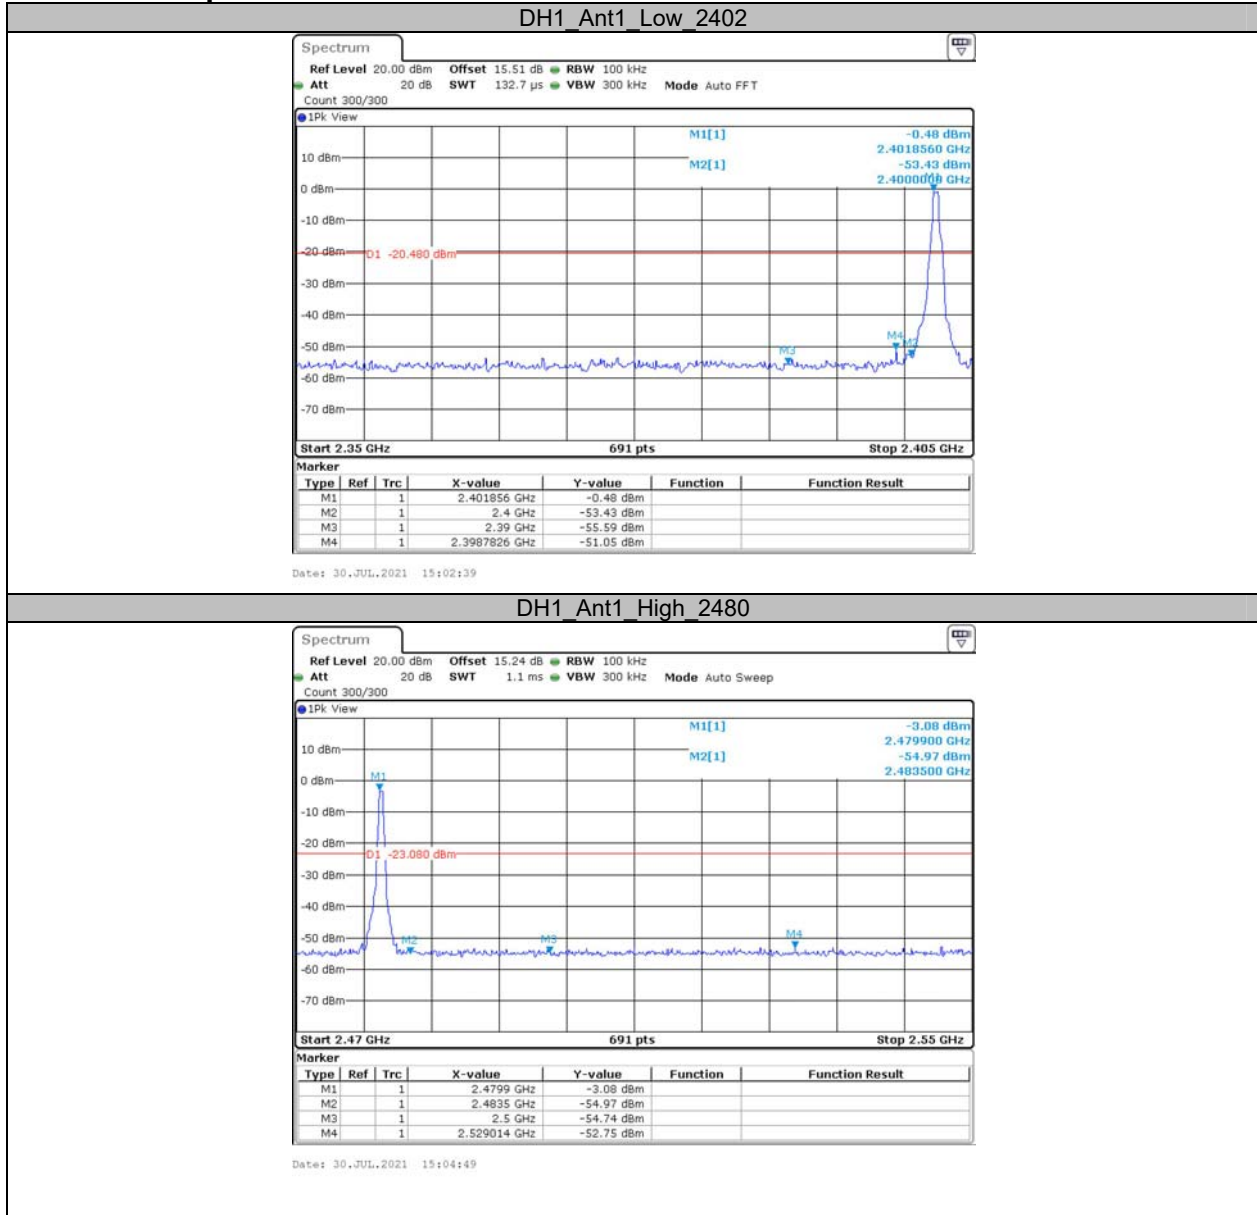 DH1_Ant1_Low_2402
Spectrum
Ref Level 20.00 dBm Offset 15.51 dB RBW 100 kHz
Att 20 dB SWT 132.7 µs VBW 300 kHz Mode Auto FFT
Count 300/300
1Pk View
M1[1] -0.48 dBm
2.4018560 GHz
10 dBm
M2[1] -53.43 dBm
2.4000000 GHz
M1
0 dBm
-10 dBm
-20 dBm
D1 -20.480 dBm
-30 dBm
-40 dBm
M4
-50 dBm
M2
M3
-60 dBm
-70 dBm
Start 2.35 GHz 691 pts Stop 2.405 GHz
Marker
Type Ref Trc X-value Y-value Function Function Result
M1 1 2.401856 GHz -0.48 dBm
M2 1 2.4 GHz -53.43 dBm
M3 1 2.39 GHz -55.59 dBm
M4 1 2.3987826 GHz -51.05 dBm
Date: 30.JUL.2021 15:02:39
DH1_Ant1_High_2480
Spectrum
Ref Level 20.00 dBm Offset 15.24 dB RBW 100 kHz
Att 20 dB SWT 1.1 ms VBW 300 kHz Mode Auto Sweep
Count 300/300
1Pk View
M1[1] -3.08 dBm
2.479900 GHz
10 dBm
M2[1] -54.97 dBm
2.483500 GHz
M1
0 dBm
-10 dBm
-20 dBm
D1 -23.080 dBm
-30 dBm
-40 dBm
M4
-50 dBm
M2 M3
-60 dBm
-70 dBm
Start 2.47 GHz 691 pts Stop 2.55 GHz
Marker
Type Ref Trc X-value Y-value Function Function Result
M1 1 2.4799 GHz -3.08 dBm
M2 1 2.4835 GHz -54.97 dBm
M3 1 2.5 GHz -54.74 dBm
M4 1 2.529014 GHz -52.75 dBm
Date: 30.JUL.2021 15:04:49